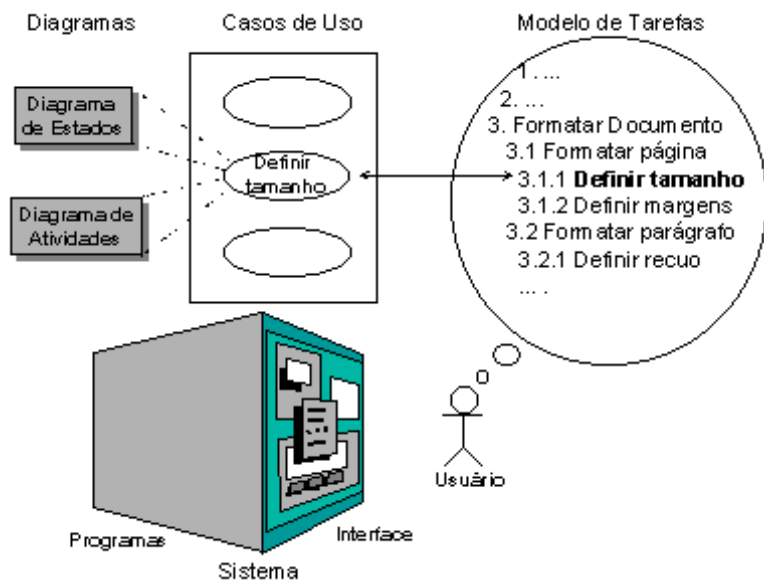 Diagramas
Casos de Uso
Modelo de Tarefas
Diagrama
de Estados
Diagrama de
Atividades
Definir
tamanho
1. ...
2. ...
3. Formatar Documento
3.1 Formatar página
3.1.1 Definir tamanho
3.1.2 Definir margens
3.2 Formatar parágrafo
3.2.1 Definir recuo
... .
Usuário
Programas
Interface
Sistema